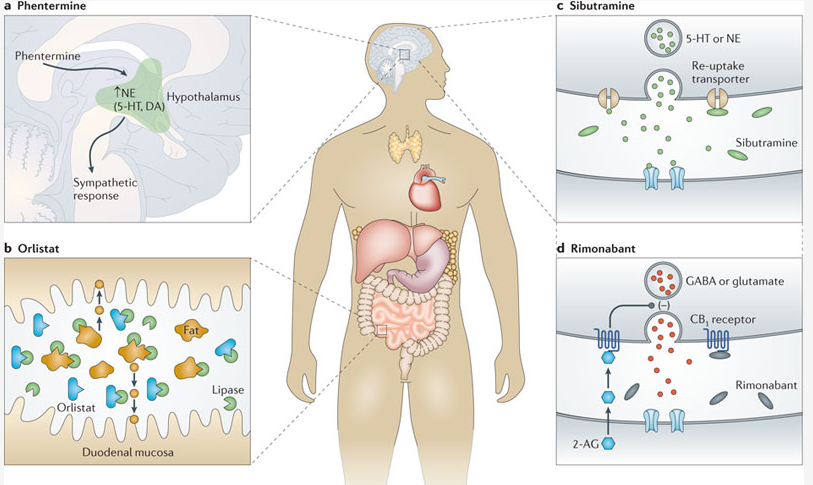 a Phentermine
Phentermine
↑NE
(5-HT, DA)
Hypothalamus
Sympathetic
response
b Orlistat
Fat
Lipase
Orlistat
Duodenal mucosa
c Sibutramine
5-HT or NE
Re-uptake
transporter
Sibutramine
d Rimonabant
GABA or glutamate
(–)
CB₁ receptor
Rimonabant
2-AG